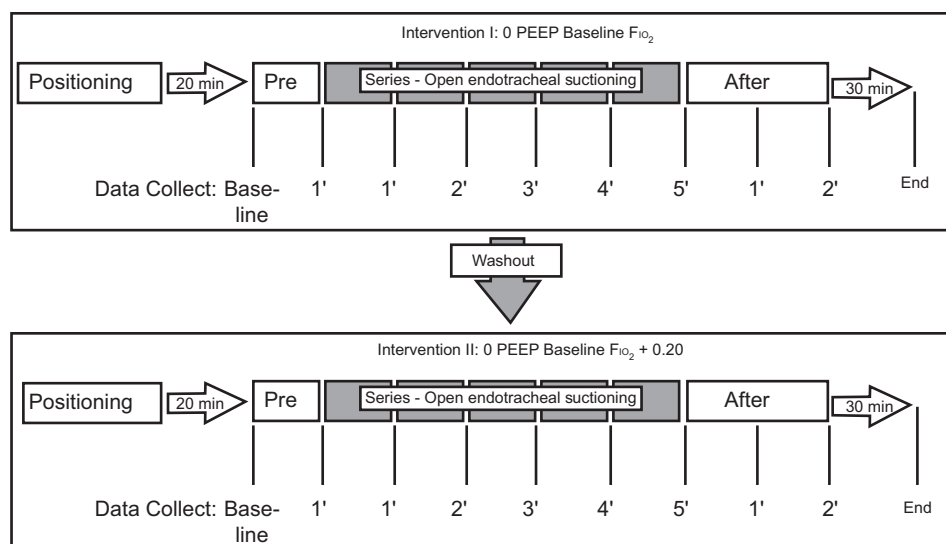 Intervention I: 0 PEEP Baseline FIO2
Positioning 20 min Pre Series - Open endotracheal suctioning After 30 min
Data Collect: Base- 1' 1' 2' 3' 4' 5' 1' 2' End
line
Washout
Intervention II: 0 PEEP Baseline FIO2 + 0.20
Positioning 20 min Pre Series - Open endotracheal suctioning After 30 min
Data Collect: Base- 1' 1' 2' 3' 4' 5' 1' 2' End
line